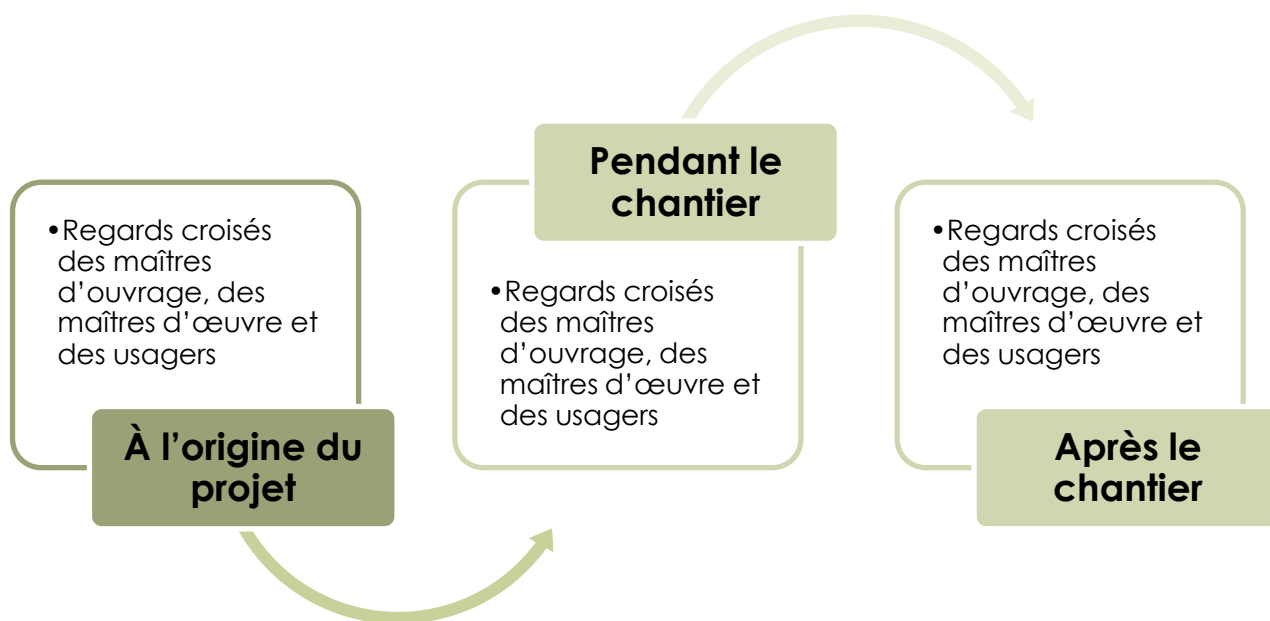 •Regards croisés
des maîtres
d’ouvrage, des
maîtres d’œuvre et
des usagers
À l’origine du
projet
Pendant le
chantier
•Regards croisés
des maîtres
d’ouvrage, des
maîtres d’œuvre et
des usagers
•Regards croisés
des maîtres
d’ouvrage, des
maîtres d’œuvre et
des usagers
Après le
chantier